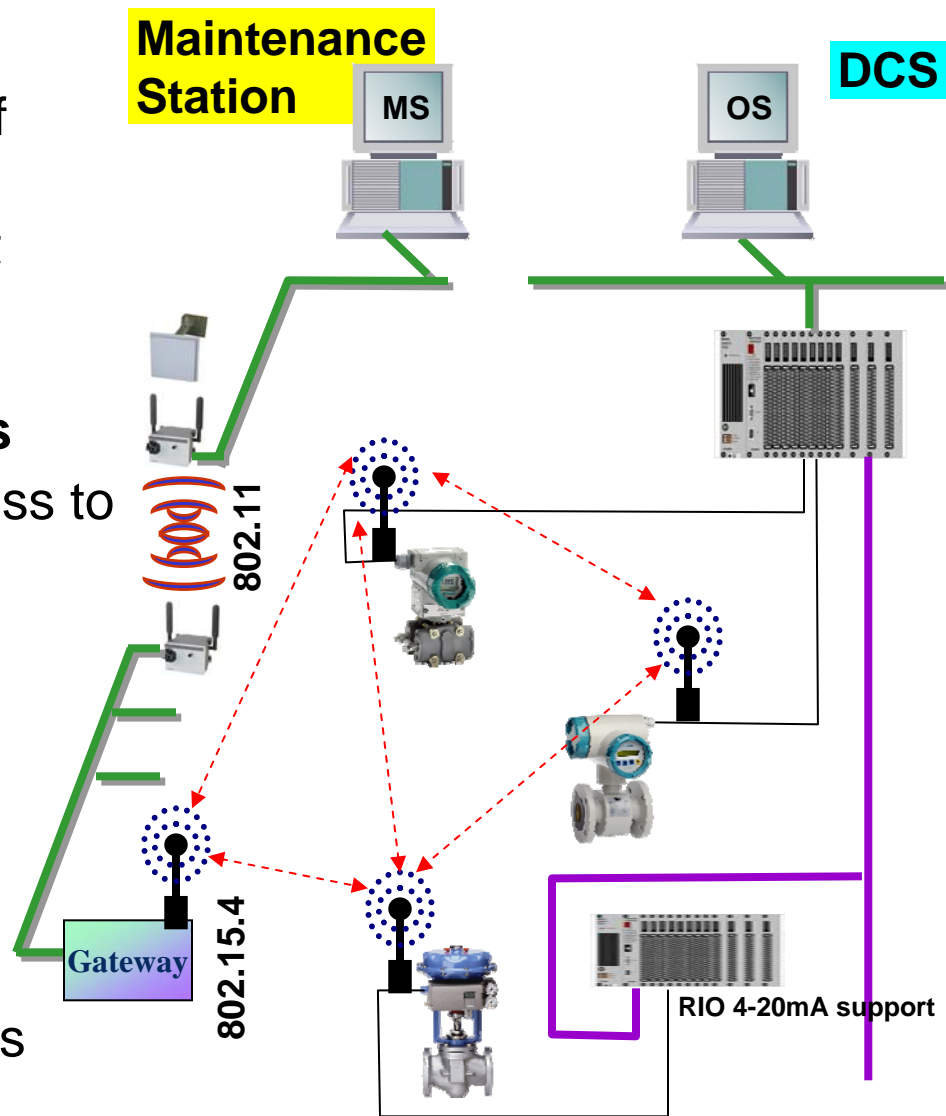 Maintenance
Station
MS
OS
DCS
f
s
ss to
802.11
802.15.4
Gateway
RIO 4-20mA support
s